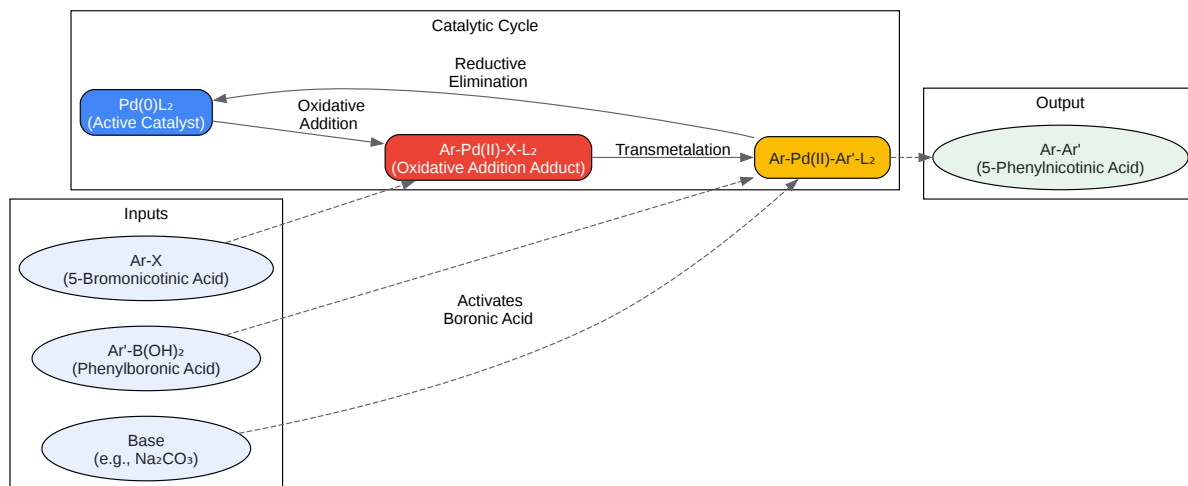 Catalytic Cycle
Reductive
Elimination
Pd(0)L₂
(Active Catalyst)
Oxidative
Addition
Ar-Pd(II)-X-L₂
(Oxidative Addition Adduct)
Transmetalation
Ar-Pd(II)-Ar'-L₂
Output
Ar-Ar'
(5-Phenylnicotinic Acid)
Inputs
Ar-X
(5-Bromonicotinic Acid)
Ar'-B(OH)₂
(Phenylboronic Acid)
Activates
Boronic Acid
Base
(e.g., Na₂CO₃)